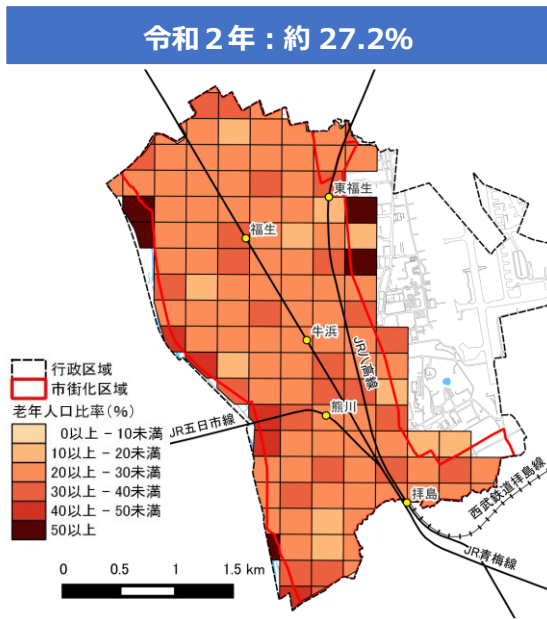 令和２年：約 27.2%
東福生
福生
牛浜
JR八高線
行政区域
市街化区域
老年人口比率(%)
0以上 - 10未満
10以上 - 20未満
20以上 - 30未満
30以上 - 40未満
40以上 - 50未満
50以上
JR五日市線
熊川
拝島
西武鉄道拝島線
JR青梅線
0 0.5 1 1.5 km